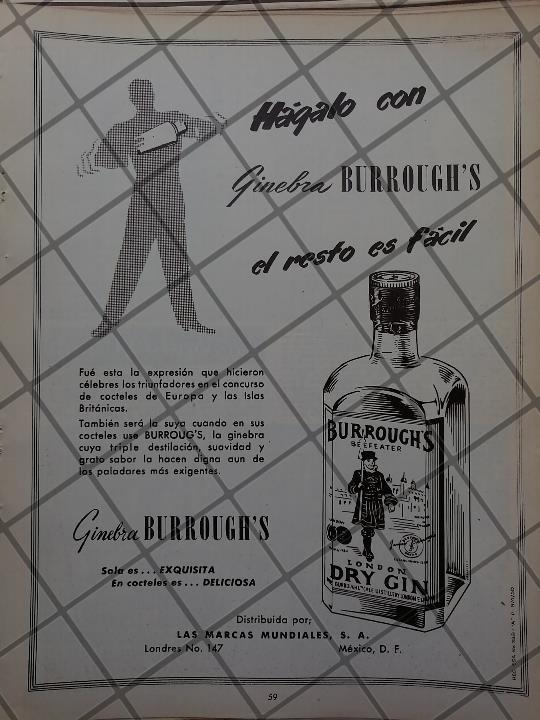 Hágalo con
Ginebra BURROUGH'S
el resto es fácil
Fué esta la expresión que hicieron
célebres los triunfadores en el concurso
de cocteles de Europa y las Islas
Británicas.
También será la suya cuando en sus
cocteles use BURROUG'S, la ginebra
cuya triple destilación, suavidad y
grato sabor la hacen digna aun de
los paladares más exigentes.
BURROUGH'S
BEEFEATER
LONDON
DRY GIN
Ginebra BURROUGH'S
Sola es... EXQUISITA
En cocteles es... DELICIOSA
Distribuida por;
LAS MARCAS MUNDIALES, S. A.
Londres No. 147 México, D. F.
59